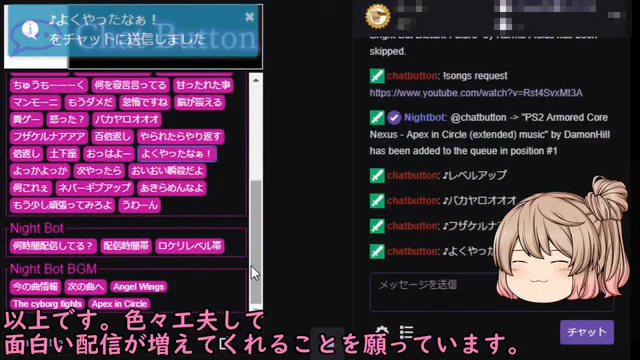 ♪よくやったなぁ！
をチャットに送信しました
Button
ちゅうもーーーく 何を寝言言ってる 甘ったれた事
マンモーニ もうダメだ 怠惰ですね 脳が震える
糞ゲー 怒った？ バカヤロオオオ
フザケルナアアア 百倍返し やられたらやり返す
倍返し 土下座 おっはよー よくやったなぁ！
よっかよっか 次やったら おいおい瞬殺だよ
何これぇ ネバーギブアップ あきらめんなよ
もう少し頑張ってみろよ うわーん
Night Bot
何時間配信してる？ 配信時間帯 ロケリレベル帯
Night Bot BGM
今の曲情報 次の曲へ Angel Wings
The cyborg fights Apex in Circle
skipped.
chatbutton: !songs request
https://www.youtube.com/watch?v=Rst4SvxMt3A
Nightbot: @chatbutton -> "PS2 Armored Core
Nexus - Apex in Circle (extended) music" by DamonHill
has been added to the queue in position #1
chatbutton: ♪レベルアップ
chatbutton: ♪バカヤロオオオ
chatbutton: ♪フザケルナ
chatbutton: ♪よくやっ
メッセージを送信
チャット
以上です。色々工夫して
面白い配信が増えてくれることを願っています。